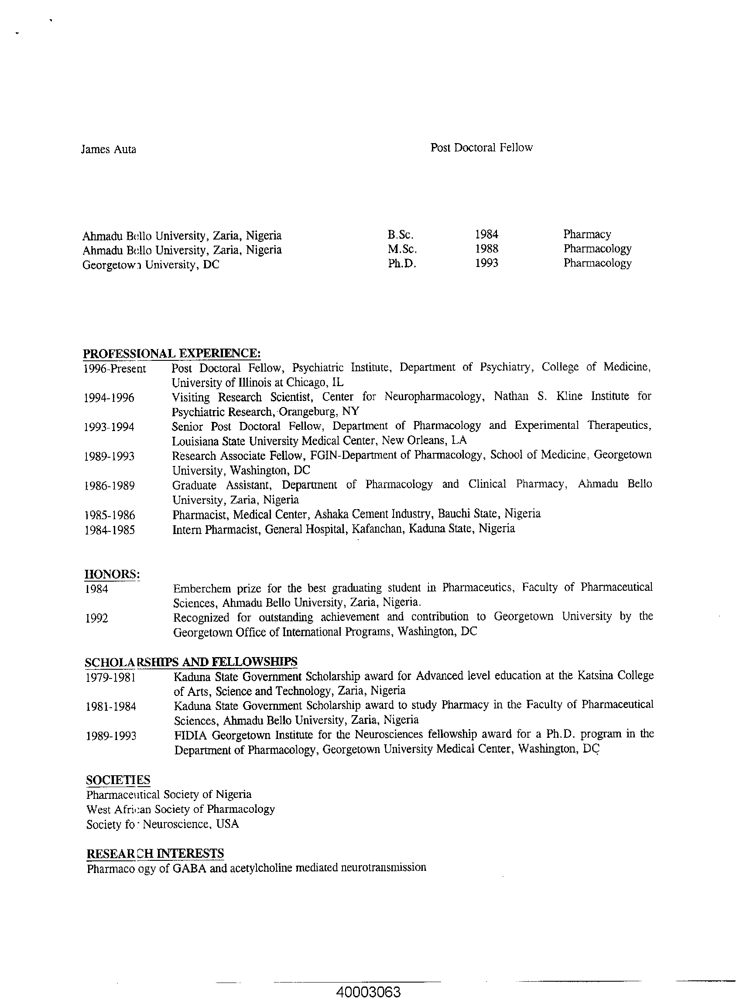 James Auta Post Doctoral Fellow
Ahmadu Bello University, Zaria, Nigeria B.Sc. 1984 Pharmacy
Ahmadu Bello University, Zaria, Nigeria M.Sc. 1988 Pharmacology
Georgetown University, DC Ph.D. 1993 Pharmacology
PROFESSIONAL EXPERIENCE:
1996-Present Post Doctoral Fellow, Psychiatric Institute, Department of Psychiatry, College of Medicine,
University of Illinois at Chicago, IL
1994-1996 Visiting Research Scientist, Center for Neuropharmacology, Nathan S. Kline Institute for
Psychiatric Research, Orangeburg, NY
1993-1994 Senior Post Doctoral Fellow, Department of Pharmacology and Experimental Therapeutics,
Louisiana State University Medical Center, New Orleans, LA
1989-1993 Research Associate Fellow, FGIN-Department of Pharmacology, School of Medicine, Georgetown
University, Washington, DC
1986-1989 Graduate Assistant, Department of Pharmacology and Clinical Pharmacy, Ahmadu Bello
University, Zaria, Nigeria
1985-1986 Pharmacist, Medical Center, Ashaka Cement Industry, Bauchi State, Nigeria
1984-1985 Intern Pharmacist, General Hospital, Kafanchan, Kaduna State, Nigeria
HONORS:
1984 Emberchem prize for the best graduating student in Pharmaceutics, Faculty of Pharmaceutical
Sciences, Ahmadu Bello University, Zaria, Nigeria.
1992 Recognized for outstanding achievement and contribution to Georgetown University by the
Georgetown Office of International Programs, Washington, DC
SCHOLARSHIPS AND FELLOWSHIPS
1979-1981 Kaduna State Government Scholarship award for Advanced level education at the Katsina College
of Arts, Science and Technology, Zaria, Nigeria
1981-1984 Kaduna State Government Scholarship award to study Pharmacy in the Faculty of Pharmaceutical
Sciences, Ahmadu Bello University, Zaria, Nigeria
1989-1993 FIDIA Georgetown Institute for the Neurosciences fellowship award for a Ph.D. program in the
Department of Pharmacology, Georgetown University Medical Center, Washington, DC
SOCIETIES
Pharmaceutical Society of Nigeria
West African Society of Pharmacology
Society for Neuroscience, USA
RESEARCH INTERESTS
Pharmaco ogy of GABA and acetylcholine mediated neurotransmission
40003063